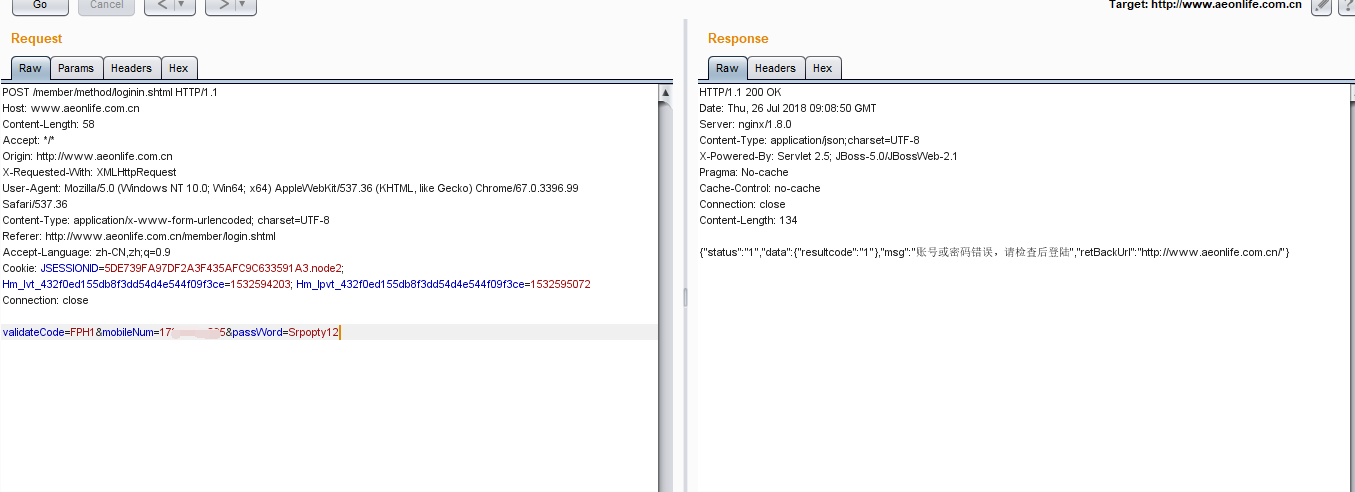 Go
Cancel
<
>
Target: http://www.aeonlife.com.cn
?
Request
Response
Raw Params Headers Hex
Raw Headers Hex
POST /member/method/loginin.shtml HTTP/1.1
Host: www.aeonlife.com.cn
Content-Length: 58
Accept: */*
Origin: http://www.aeonlife.com.cn
X-Requested-With: XMLHttpRequest
User-Agent: Mozilla/5.0 (Windows NT 10.0; Win64; x64) AppleWebKit/537.36 (KHTML, like Gecko) Chrome/67.0.3396.99
Safari/537.36
Content-Type: application/x-www-form-urlencoded; charset=UTF-8
Referer: http://www.aeonlife.com.cn/member/login.shtml
Accept-Language: zh-CN,zh;q=0.9
Cookie: JSESSIONID=5DE739FA97DF2A3F435AFC9C633591A3.node2;
Hm_lvt_432f0ed155db8f3dd54d4e544f09f3ce=1532594203; Hm_lpvt_432f0ed155db8f3dd54d4e544f09f3ce=1532595072
Connection: close
validateCode=FPH1&mobileNum=17 5&passWord=Srpopty12
HTTP/1.1 200 OK
Date: Thu, 26 Jul 2018 09:08:50 GMT
Server: nginx/1.8.0
Content-Type: application/json;charset=UTF-8
X-Powered-By: Servlet 2.5; JBoss-5.0/JBossWeb-2.1
Pragma: No-cache
Cache-Control: no-cache
Connection: close
Content-Length: 134
{"status":"1","data":{"resultcode":"1"},"msg":"账号或密码错误，请检查后登陆","retBackUrl":"http://www.aeonlife.com.cn/"}